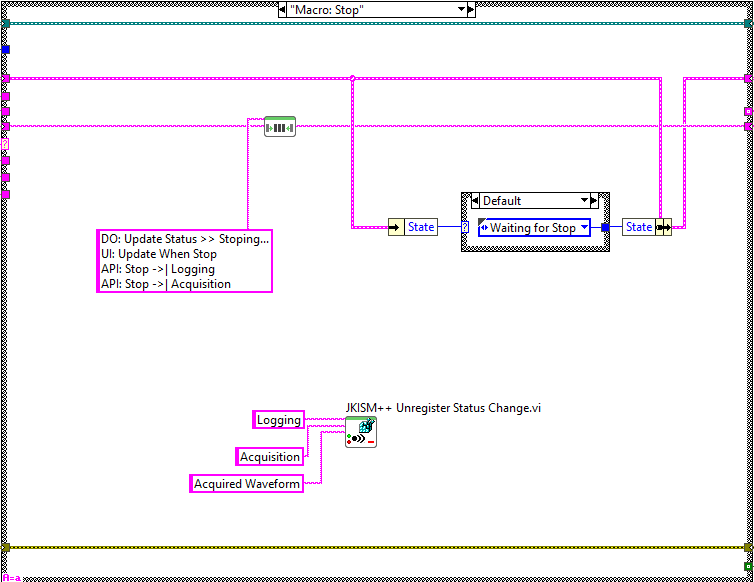 "Macro: Stop"
Default
State
Waiting for Stop
State
DO: Update Status >> Stoping...
UI: Update When Stop
API: Stop ->| Logging
API: Stop ->| Acquisition
JKISM++ Unregister Status Change.vi
Logging
Acquisition
Acquired Waveform
A=a